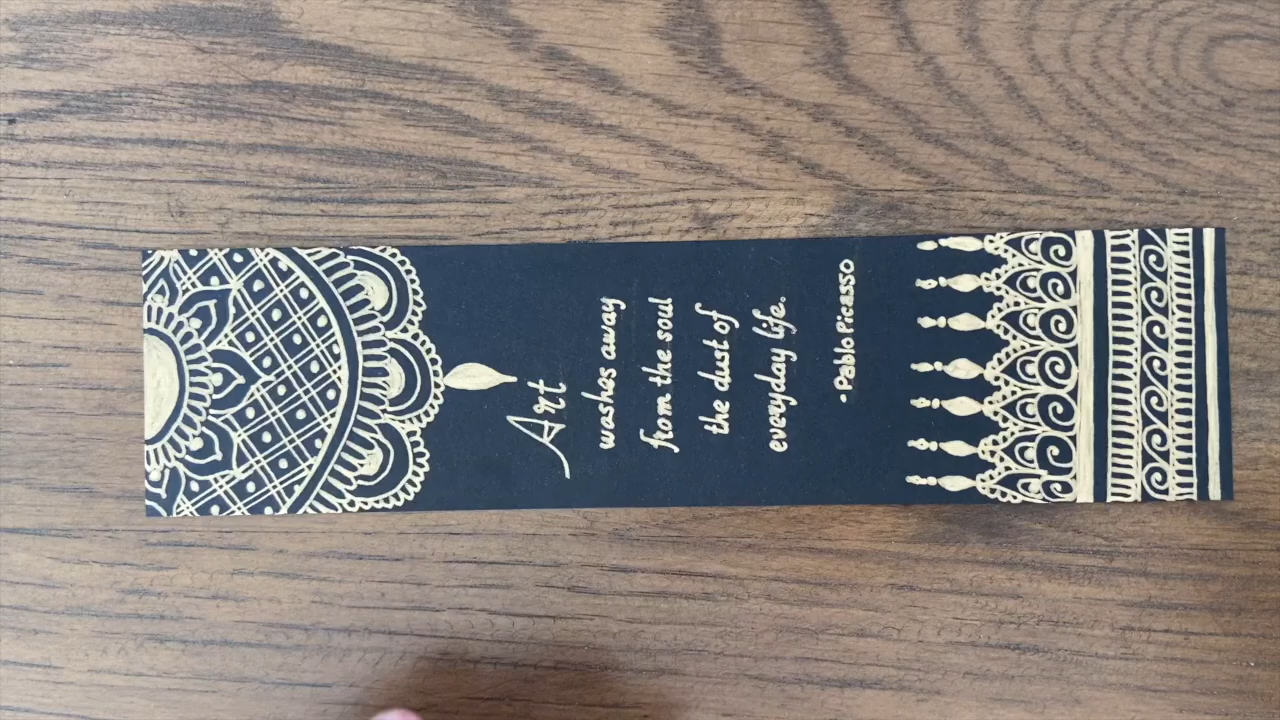 Art
washes away
from the soul
the dust of
everyday life.
- Pablo Picasso